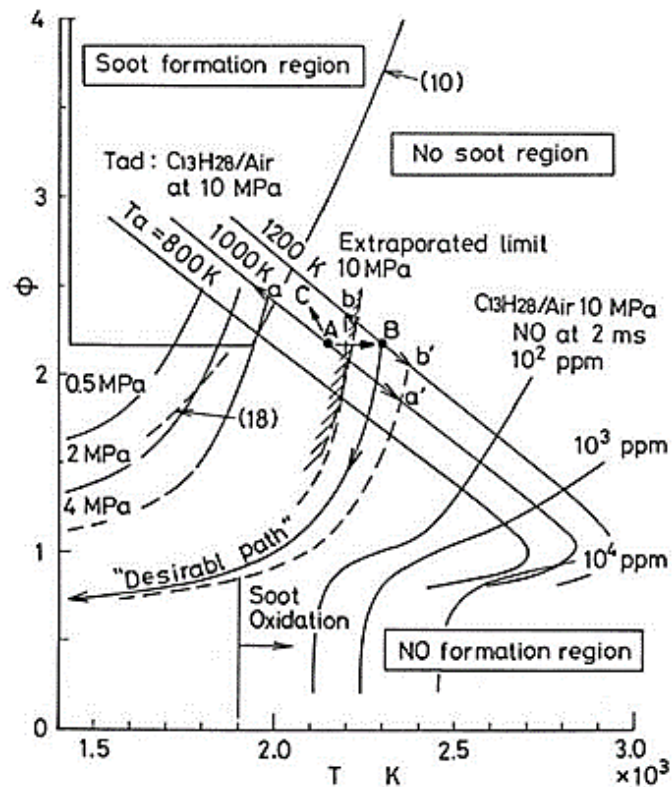 4
Soot formation region
(10)
No soot region
Tad : C13H28/Air
at 10 MPa
3
Ta = 800K
1000K
1200 K
Extraporated limit
10 MPa
φ
a
C
b
A
B
b'
a'
C13H28/Air 10 MPa
NO at 2 ms
10² ppm
2
0.5 MPa
(18)
2 MPa
4 MPa
10³ ppm
1
"Desirabl path"
10⁴ ppm
Soot
Oxidation
NO formation region
0
1.5
2.0
2.5
3.0
T K
×10³